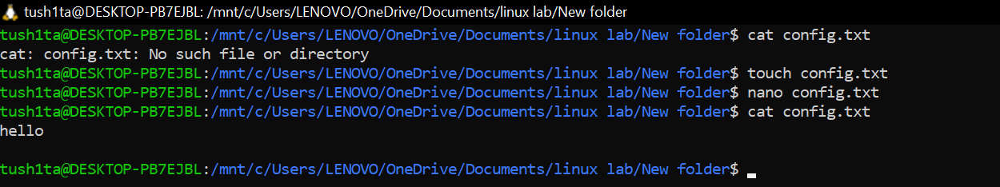 tush1ta@DESKTOP-PB7EJBL: /mnt/c/Users/LENOVO/OneDrive/Documents/linux lab/New folder
tush1ta@DESKTOP-PB7EJBL:/mnt/c/Users/LENOVO/OneDrive/Documents/linux lab/New folder$ cat config.txt
cat: config.txt: No such file or directory
tush1ta@DESKTOP-PB7EJBL:/mnt/c/Users/LENOVO/OneDrive/Documents/linux lab/New folder$ touch config.txt
tush1ta@DESKTOP-PB7EJBL:/mnt/c/Users/LENOVO/OneDrive/Documents/linux lab/New folder$ nano config.txt
tush1ta@DESKTOP-PB7EJBL:/mnt/c/Users/LENOVO/OneDrive/Documents/linux lab/New folder$ cat config.txt
hello
tush1ta@DESKTOP-PB7EJBL:/mnt/c/Users/LENOVO/OneDrive/Documents/linux lab/New folder$